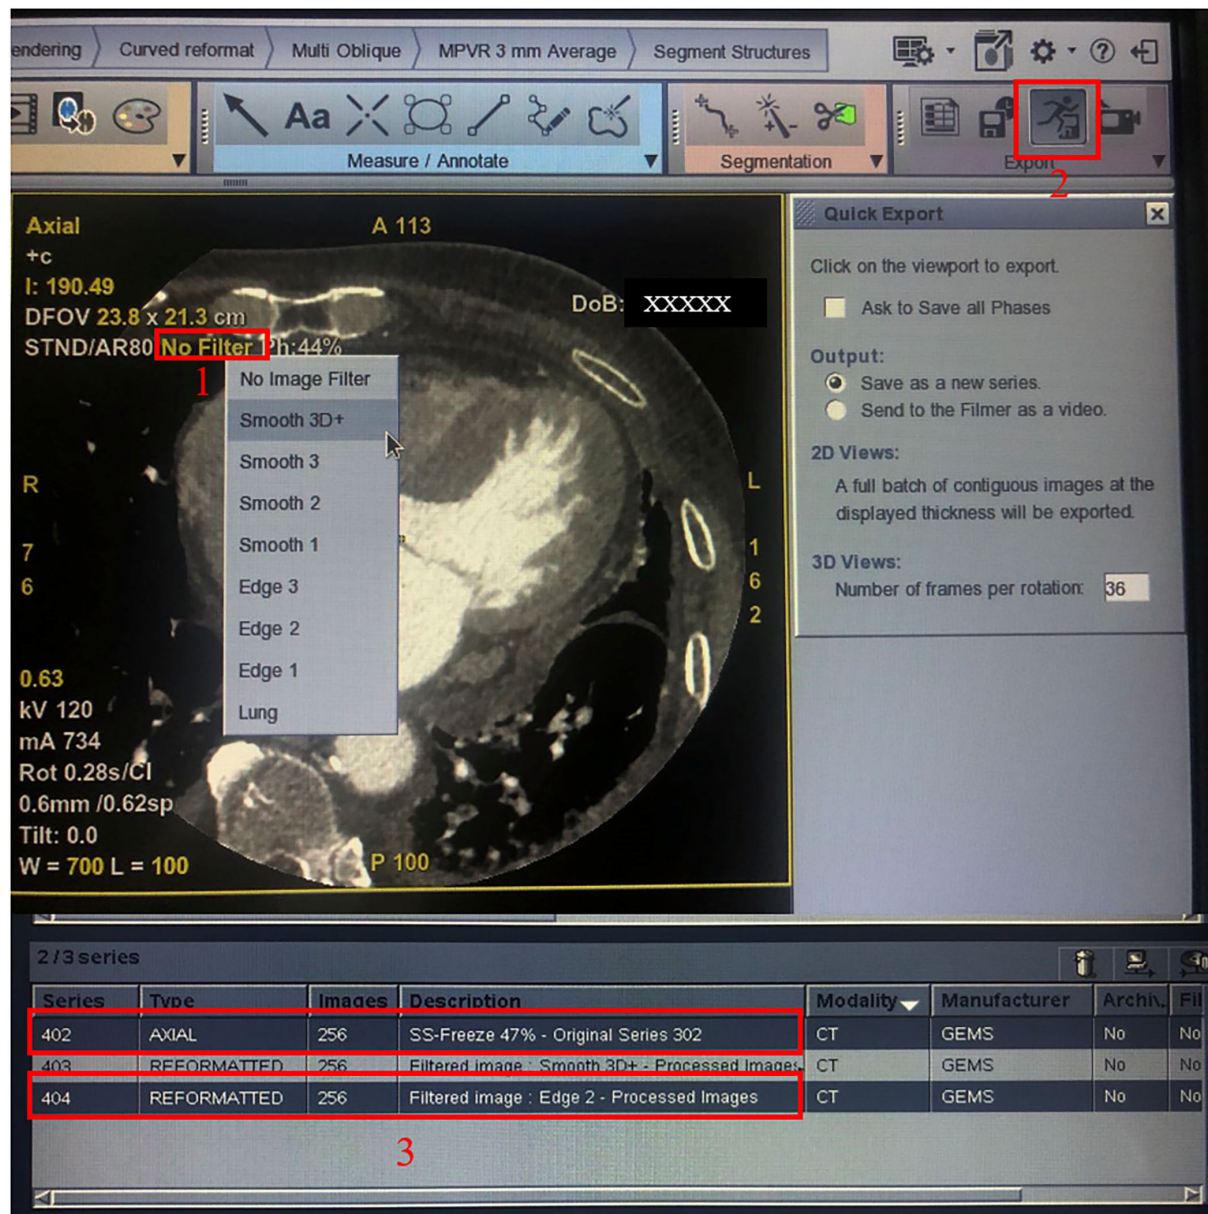 endering Curved reformat Multi Oblique MPVR 3 mm Average Segment Structures
?
Aa
Measure / Annotate Segmentation Export
2
Axial
A 113
+c
I: 190.49
DFOV 23.8 x 21.3 cm
DoB: XXXXX
STND/AR80 No Filter Ph:44%
1
No Image Filter
Smooth 3D+
Smooth 3
Smooth 2
Smooth 1
Edge 3
Edge 2
Edge 1
Lung
R
7
6
L
1
6
2
0.63
kV 120
mA 734
Rot 0.28s/CI
0.6mm /0.62sp
Tilt: 0.0
W = 700 L = 100
P 100
Quick Export
Click on the viewport to export.
Ask to Save all Phases
Output:
Save as a new series.
Send to the Filmer as a video.
2D Views:
A full batch of contiguous images at the
displayed thickness will be exported.
3D Views:
Number of frames per rotation: 36
2 / 3 series
Series Type Images Description Modality Manufacturer Archiv. Fil
402 AXIAL 256 SS-Freeze 47% - Original Series 302 CT GEMS No No
403 REFORMATTED 256 Filtered image : Smooth 3D+ - Processed Images CT GEMS No No
404 REFORMATTED 256 Filtered image : Edge 2 - Processed Images CT GEMS No No
3